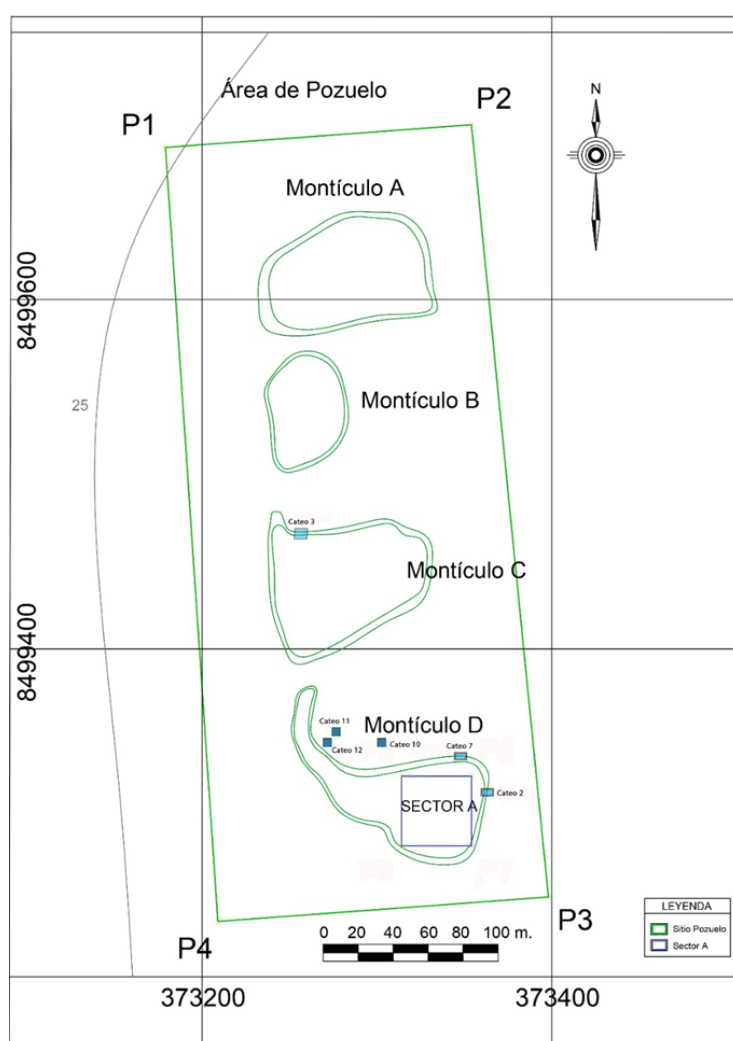 Área de Pozuelo
P1
P2
N
Montículo A
8499600
25
Montículo B
Cateo 3
Montículo C
8499400
Montículo D
Cateo 11
Cateo 12
Cateo 10
Cateo 7
SECTOR A
Cateo 2
P4
P3
0 20 40 60 80 100 m.
LEYENDA
Sitio Pozuelo
Sector A
373200
373400